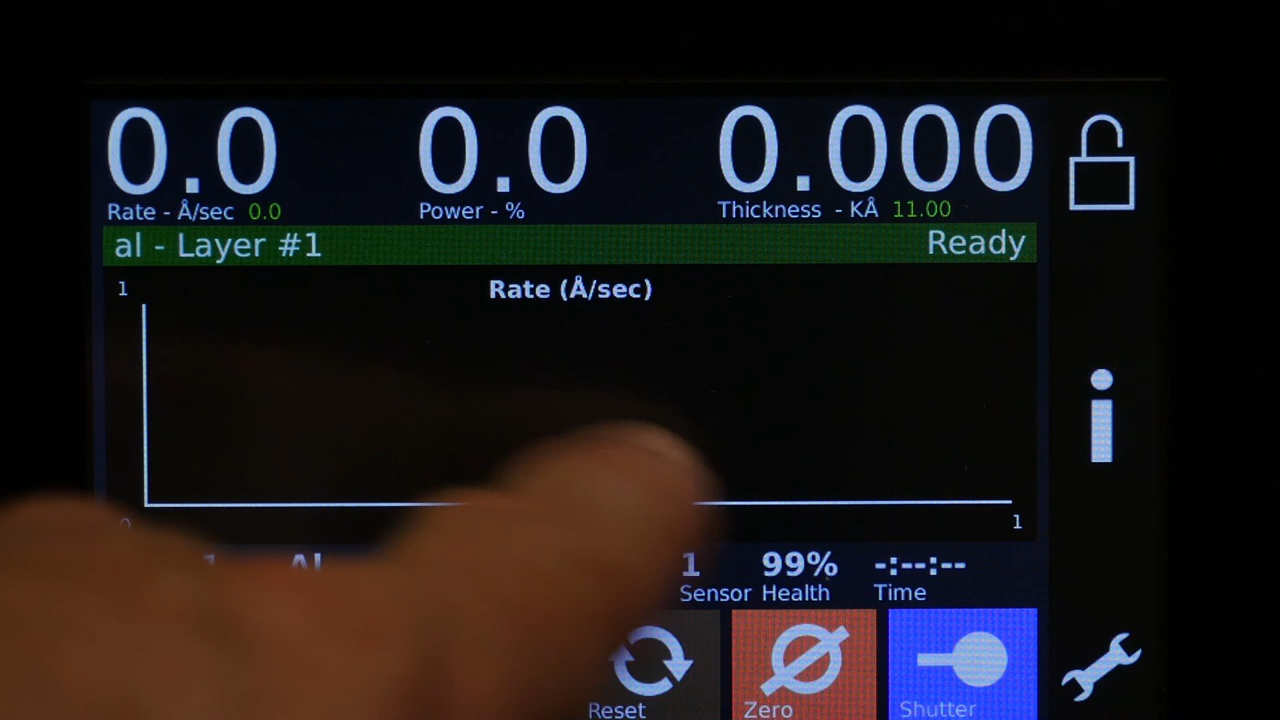 0.0 0.0 0.000
Rate - Å/sec 0.0 Power - % Thickness - KÅ 11.00
al - Layer #1 Ready
1 Rate (Å/sec)
0 1
1 99% -:--:--
Sensor Health Time
Reset Zero Shutter